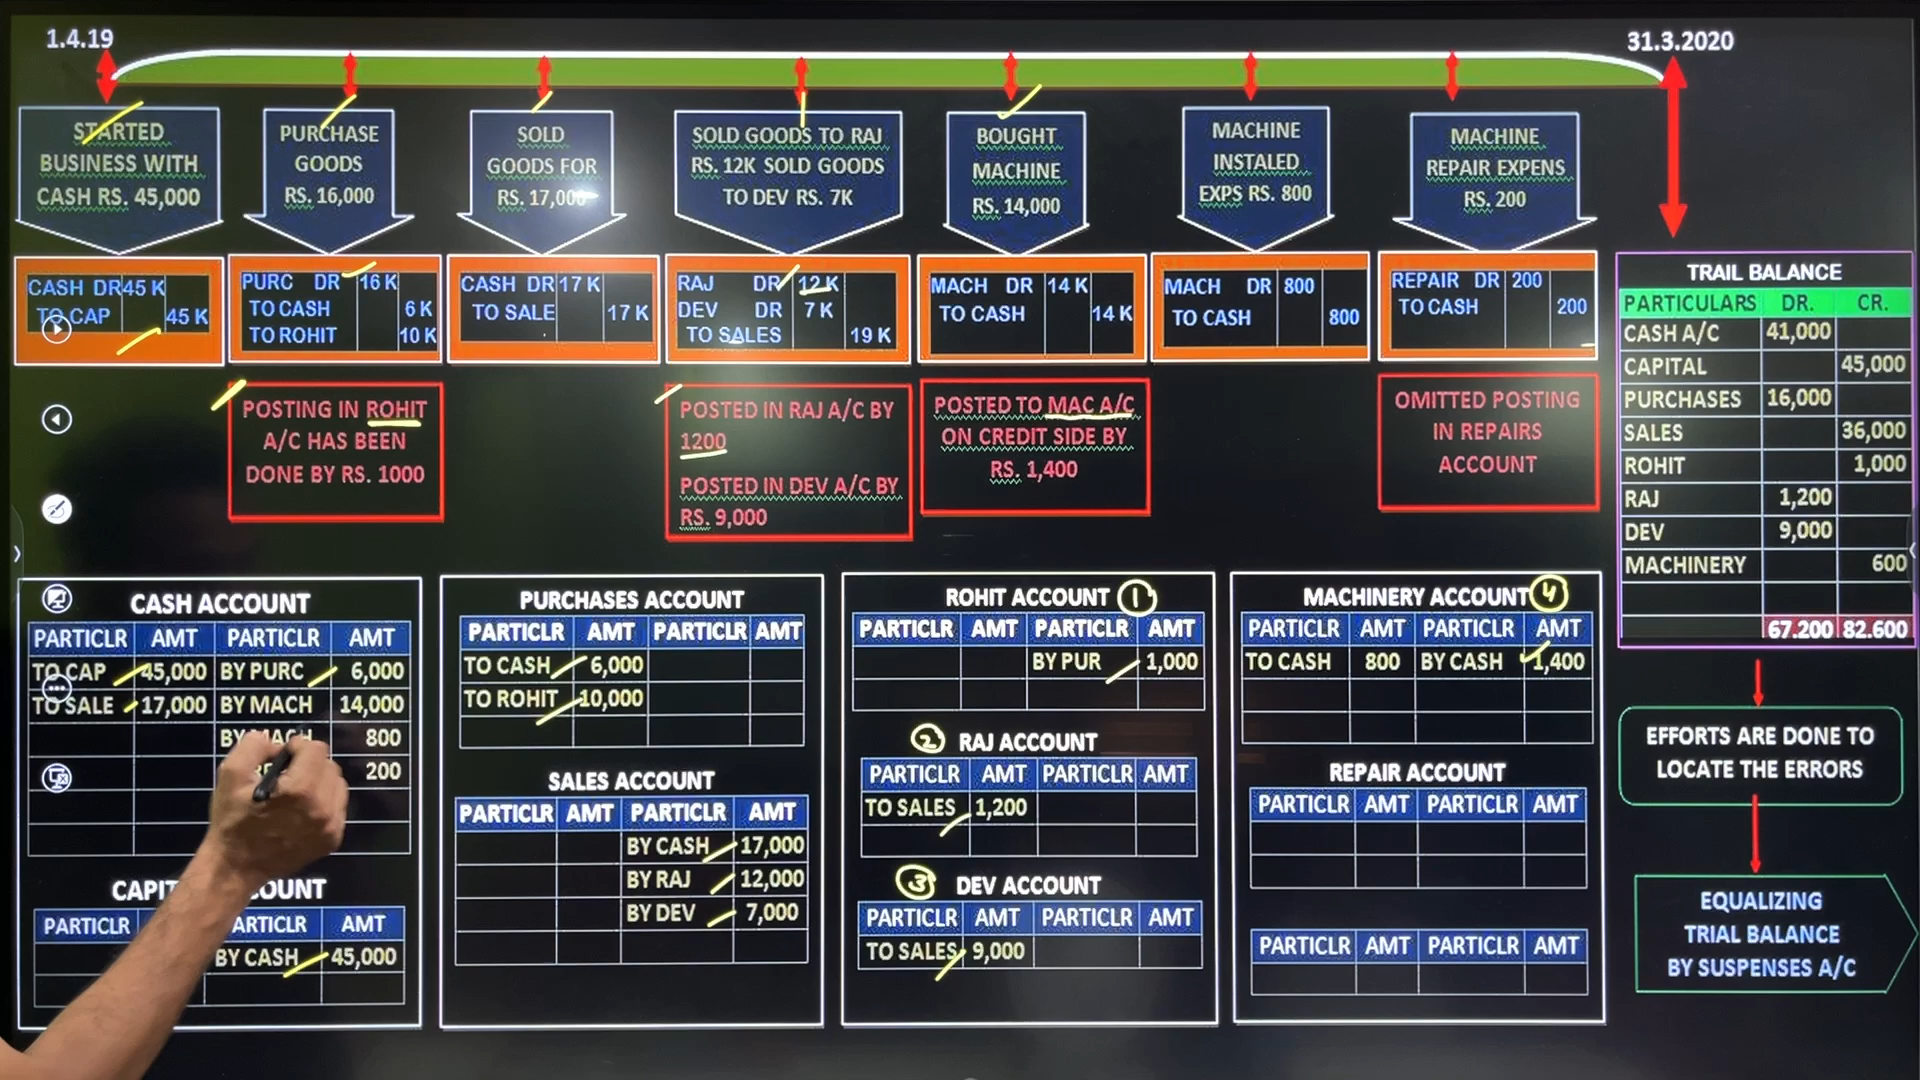 1.4.19
31.3.2020
STARTED
BUSINESS WITH
CASH RS. 45,000
PURCHASE
GOODS
RS. 16,000
SOLD
GOODS FOR
RS. 17,000
SOLD GOODS TO RAJ
RS. 12K SOLD GOODS
TO DEV RS. 7K
BOUGHT
MACHINE
RS. 14,000
MACHINE
INSTALED
EXPS RS. 800
MACHINE
REPAIR EXPENS
RS. 200
CASH DR 45 K
TO CAP 45 K
PURC DR 16 K
TO CASH 6 K
TO ROHIT 10 K
CASH DR 17 K
TO SALE 17 K
RAJ DR 12 K
DEV DR 7 K
TO SALES 19 K
MACH DR 14 K
TO CASH 14 K
MACH DR 800
TO CASH 800
REPAIR DR 200
TO CASH 200
POSTING IN ROHIT
A/C HAS BEEN
DONE BY RS. 1000
POSTED IN RAJ A/C BY
1200
POSTED IN DEV A/C BY
RS. 9,000
POSTED TO MAC A/C
ON CREDIT SIDE BY
RS. 1,400
OMITTED POSTING
IN REPAIRS
ACCOUNT
TRAIL BALANCE
PARTICULARS DR. CR.
CASH A/C 41,000
CAPITAL 45,000
PURCHASES 16,000
SALES 36,000
ROHIT 1,000
RAJ 1,200
DEV 9,000
MACHINERY 600
67.200 82.600
EFFORTS ARE DONE TO
LOCATE THE ERRORS
EQUALIZING
TRIAL BALANCE
BY SUSPENSES A/C
CASH ACCOUNT
PARTICLR AMT PARTICLR AMT
TO CAP 45,000 BY PURC 6,000
TO SALE 17,000 BY MACH 14,000
BY MACH 800
200
CAPIT
PARTICLR ARTICLR AMT
BY CASH 45,000
PURCHASES ACCOUNT
PARTICLR AMT PARTICLR AMT
TO CASH 6,000
TO ROHIT 10,000
SALES ACCOUNT
PARTICLR AMT PARTICLR AMT
BY CASH 17,000
BY RAJ 12,000
BY DEV 7,000
ROHIT ACCOUNT 1
PARTICLR AMT PARTICLR AMT
BY PUR 1,000
2 RAJ ACCOUNT
PARTICLR AMT PARTICLR AMT
TO SALES 1,200
3 DEV ACCOUNT
PARTICLR AMT PARTICLR AMT
TO SALES 9,000
MACHINERY ACCOUNT 4
PARTICLR AMT PARTICLR AMT
TO CASH 800 BY CASH 1,400
REPAIR ACCOUNT
PARTICLR AMT PARTICLR AMT
PARTICLR AMT PARTICLR AMT